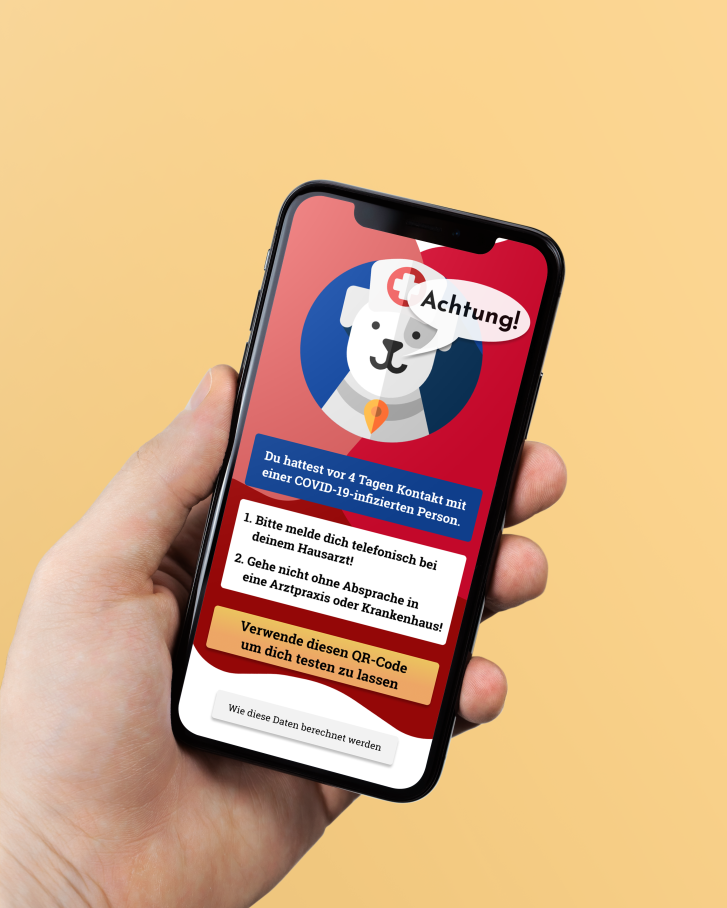 Achtung!
Du hattest vor 4 Tagen Kontakt mit
einer COVID-19-infizierten Person.
1. Bitte melde dich telefonisch bei
deinem Hausarzt!
2. Gehe nicht ohne Absprache in
eine Arztpraxis oder Krankenhaus!
Verwende diesen QR-Code
um dich testen zu lassen
Wie diese Daten berechnet werden